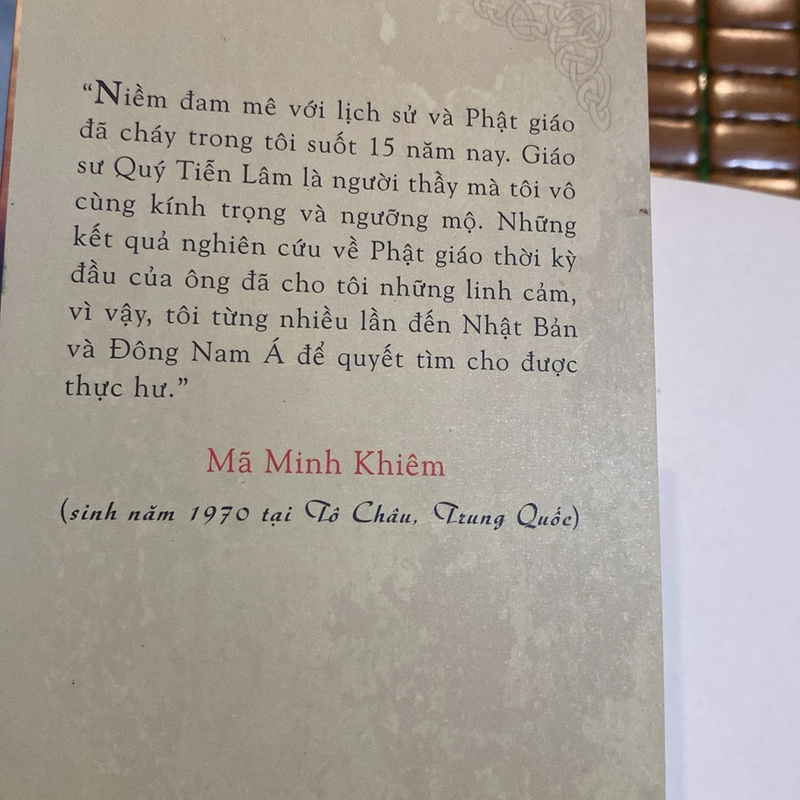 “Niềm đam mê với lịch sử và Phật giáo
đã cháy trong tôi suốt 15 năm nay. Giáo
sư Quý Tiễn Lâm là người thầy mà tôi vô
cùng kính trọng và ngưỡng mộ. Những
kết quả nghiên cứu về Phật giáo thời kỳ
đầu của ông đã cho tôi những linh cảm,
vì vậy, tôi từng nhiều lần đến Nhật Bản
và Đông Nam Á để quyết tìm cho được
thực hư.”
Mã Minh Khiêm
(sinh năm 1970 tại Tô Châu, Trung Quốc)